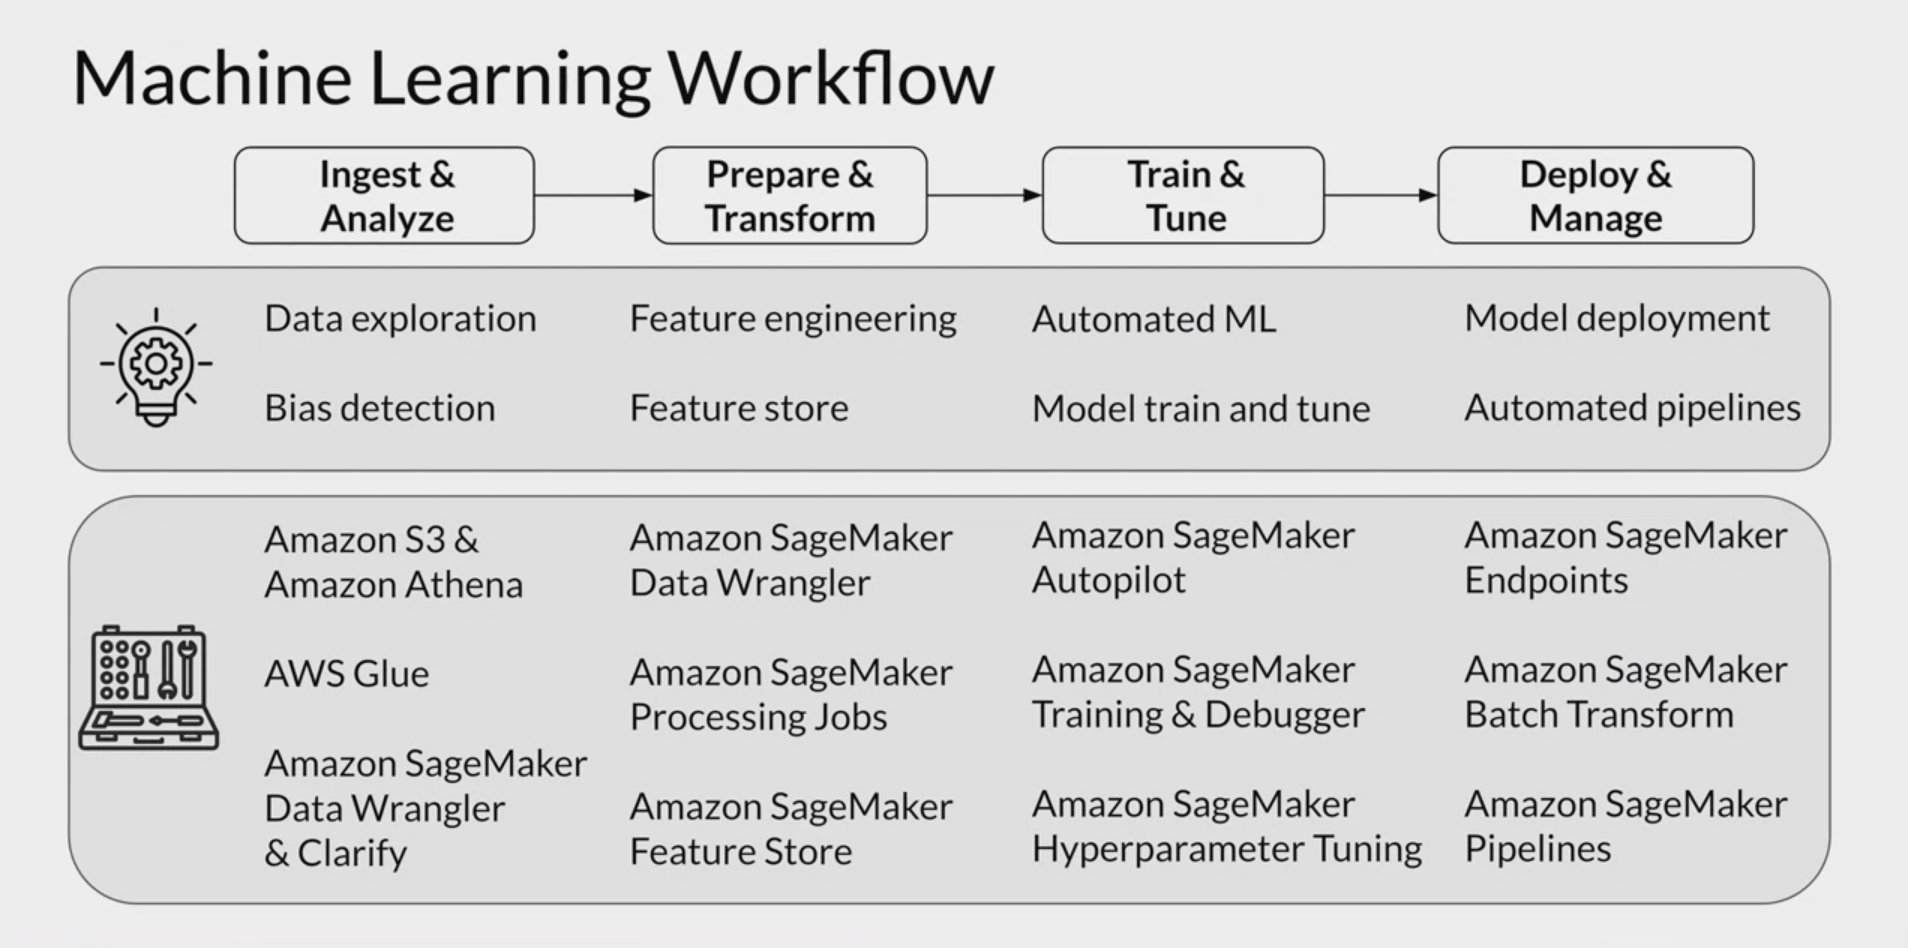 Machine Learning Workflow
Ingest &
Analyze
Prepare &
Transform
Train &
Tune
Deploy &
Manage
Data exploration
Feature engineering
Automated ML
Model deployment
Bias detection
Feature store
Model train and tune
Automated pipelines
Amazon S3 &
Amazon Athena
AWS Glue
Amazon SageMaker
Data Wrangler
& Clarify
Amazon SageMaker
Data Wrangler
Amazon SageMaker
Processing Jobs
Amazon SageMaker
Feature Store
Amazon SageMaker
Autopilot
Amazon SageMaker
Training & Debugger
Amazon SageMaker
Hyperparameter Tuning
Amazon SageMaker
Endpoints
Amazon SageMaker
Batch Transform
Amazon SageMaker
Pipelines